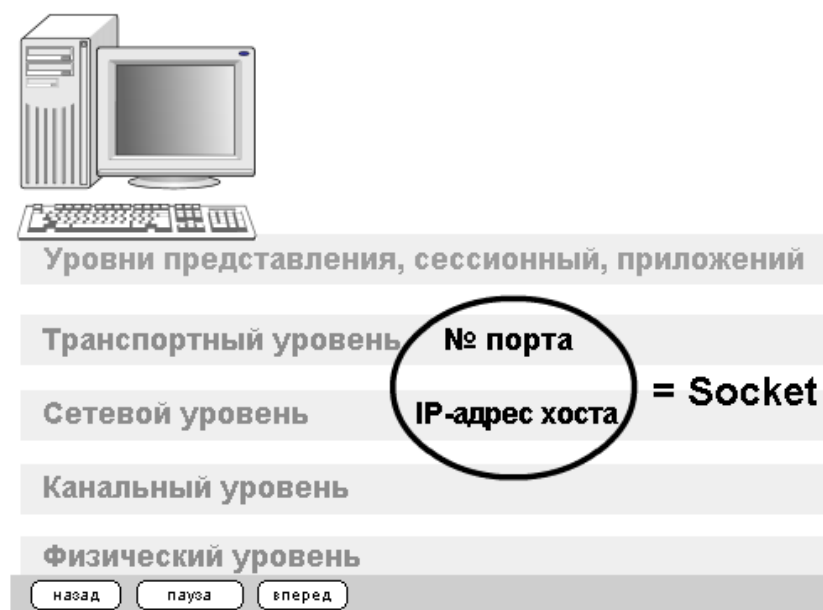 Уровни представления, сессионный, приложений
Транспортный уровень № порта
= Socket
Сетевой уровень IP-адрес хоста
Канальный уровень
Физический уровень
назад пауза вперед